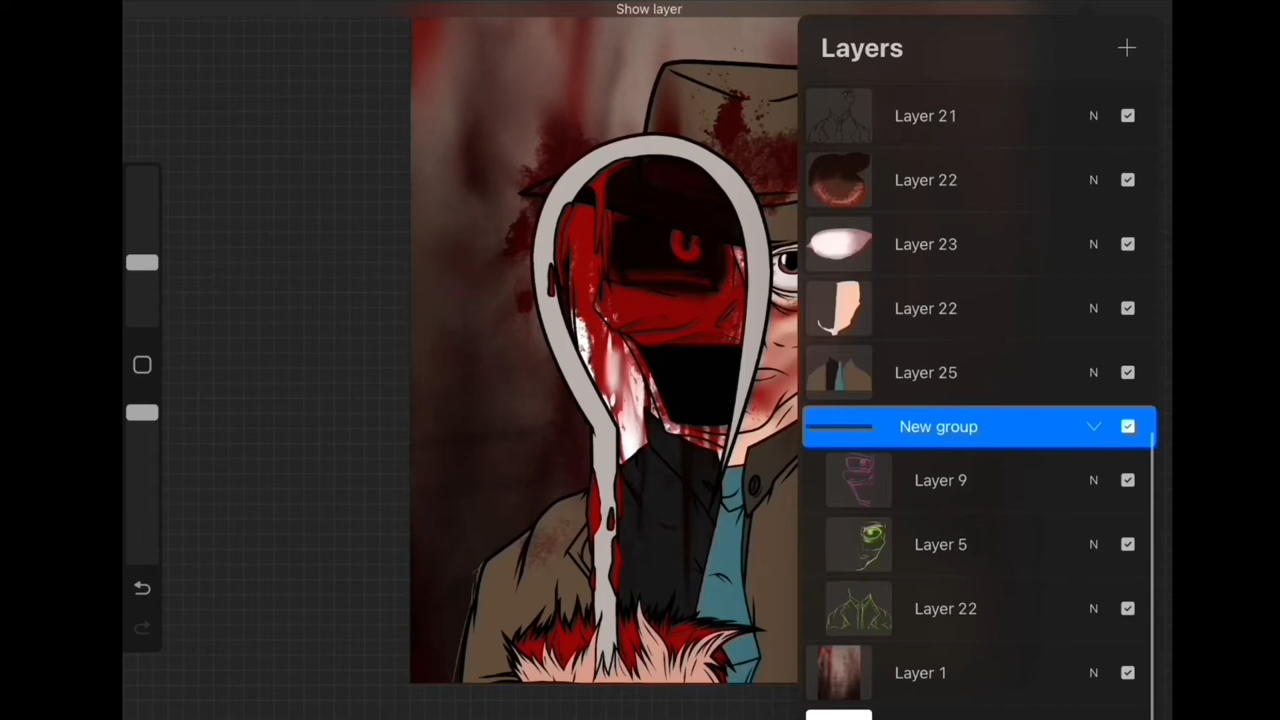 Show layer
Layers
Layer 21 N
Layer 22 N
Layer 23 N
Layer 22 N
Layer 25 N
New group
Layer 9 N
Layer 5 N
Layer 22 N
Layer 1 N